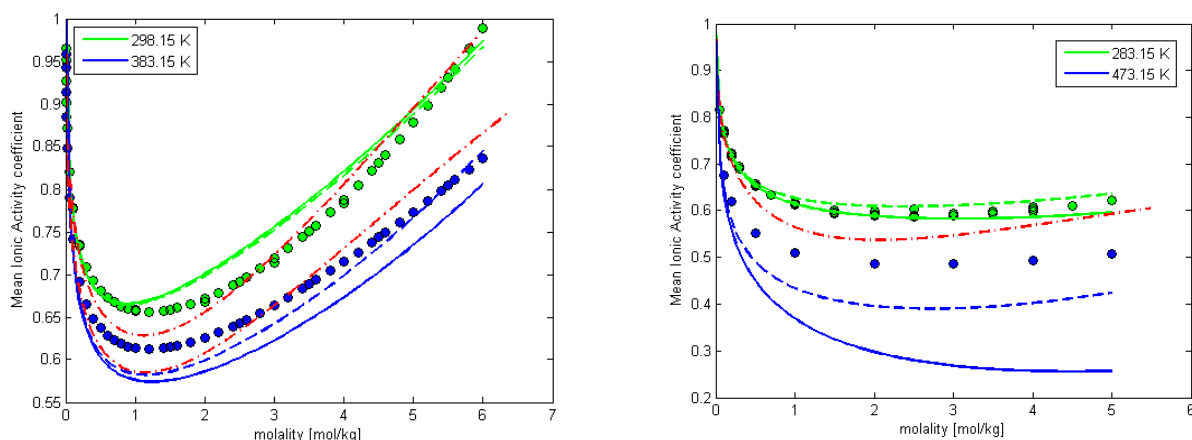 298.15 K
383.15 K
Mean Ionic Activity coefficient
1
0.95
0.9
0.85
0.8
0.75
0.7
0.65
0.6
0.55
0 1 2 3 4 5 6 7
molality [mol/kg]
283.15 K
473.15 K
Mean Ionic Activity coefficient
1
0.9
0.8
0.7
0.6
0.5
0.4
0.3
0.2
0 1 2 3 4 5 6
molality [mol/kg]